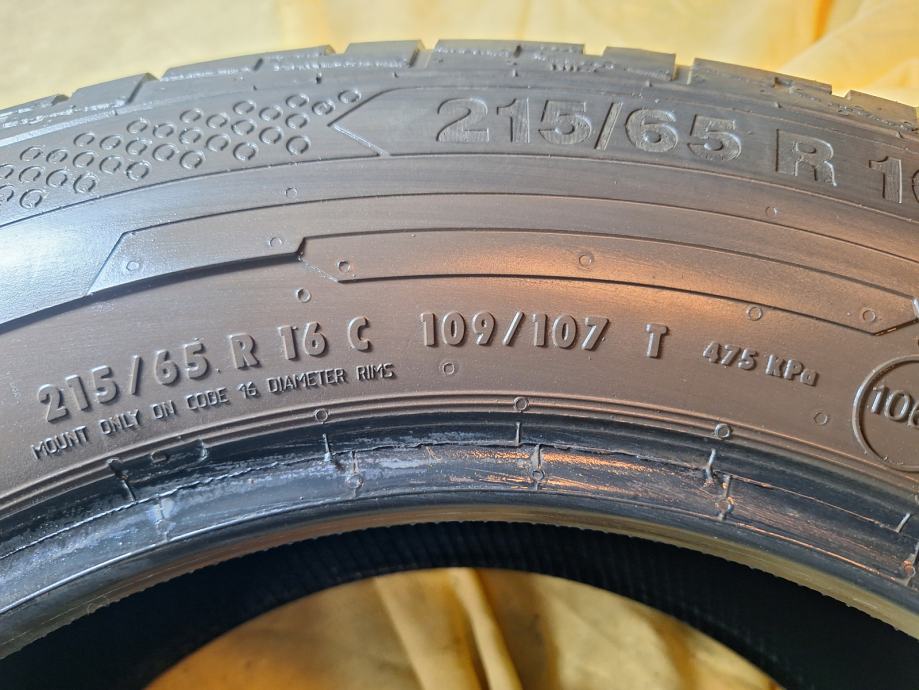 215/65 R 1
215/65 R 16 C 109/107 T 475 kPa
MOUNT ONLY ON CODE 16 DIAMETER RIMS